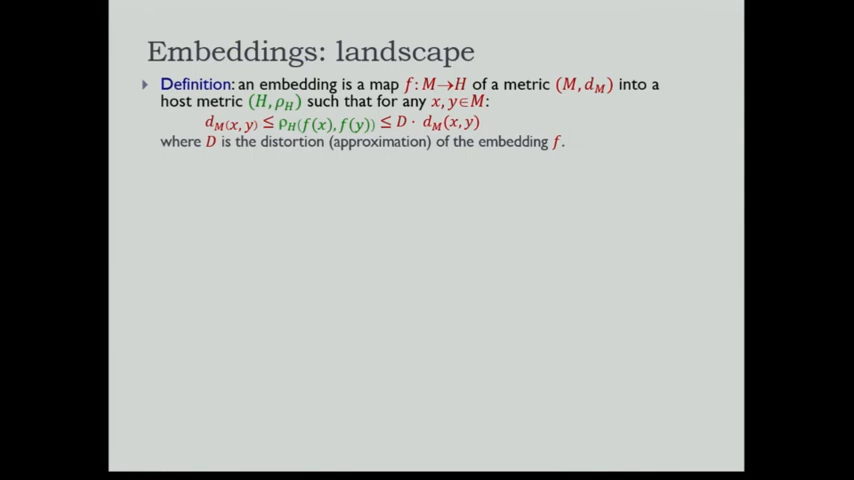 Embeddings: landscape
Definition: an embedding is a map f: M→H of a metric (M, d_M) into a
host metric (H, ρ_H) such that for any x, y∈M:
d_M(x, y) ≤ ρ_H(f(x), f(y)) ≤ D · d_M(x, y)
where D is the distortion (approximation) of the embedding f.